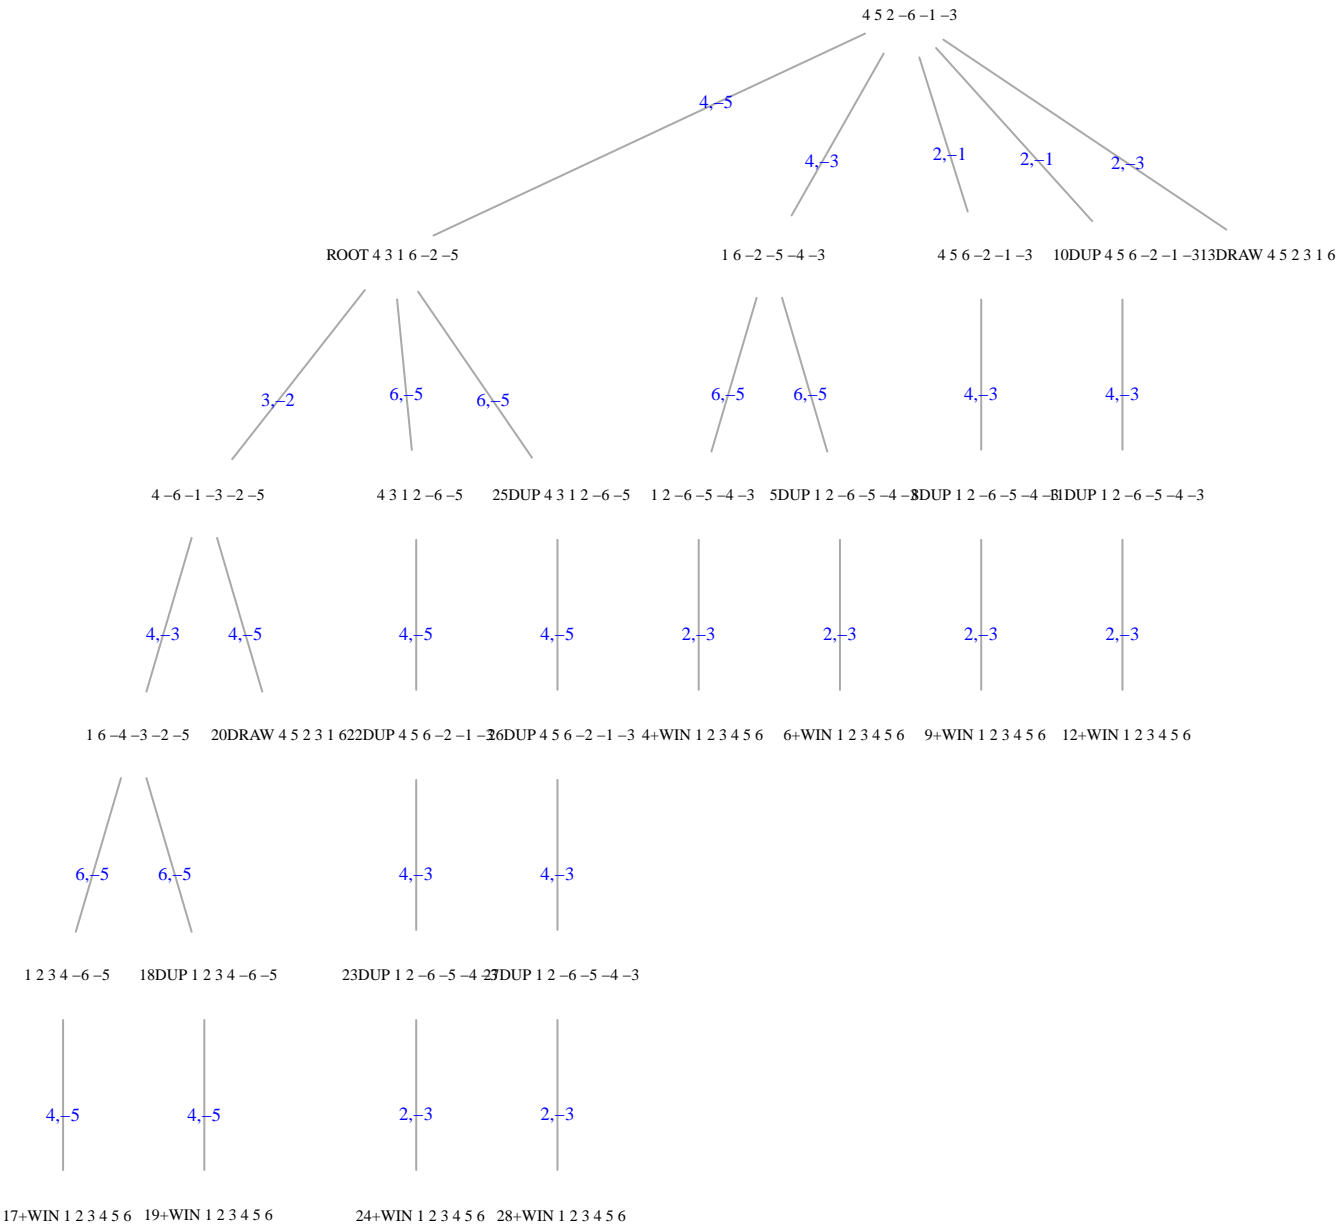 4 5 2 −6 −1 −3
4,−5
4,−3 2,−1 2,−1 2,−3
ROOT 4 3 1 6 −2 −5 1 6 −2 −5 −4 −3 4 5 6 −2 −1 −3 10DUP 4 5 6 −2 −1 −3 13DRAW 4 5 2 3 1 6
3,−2 6,−5 6,−5 6,−5 6,−5 4,−3 4,−3
4 −6 −1 −3 −2 −5 4 3 1 2 −6 −5 25DUP 4 3 1 2 −6 −5 1 2 −6 −5 −4 −3 5DUP 1 2 −6 −5 −4 −3 8DUP 1 2 −6 −5 −4 −3 11DUP 1 2 −6 −5 −4 −3
4,−3 4,−5 4,−5 4,−5 2,−3 2,−3 2,−3 2,−3
1 6 −4 −3 −2 −5 20DRAW 4 5 2 3 1 6 22DUP 4 5 6 −2 −1 −3 26DUP 4 5 6 −2 −1 −3 4+WIN 1 2 3 4 5 6 6+WIN 1 2 3 4 5 6 9+WIN 1 2 3 4 5 6 12+WIN 1 2 3 4 5 6
6,−5 6,−5 4,−3 4,−3
1 2 3 4 −6 −5 18DUP 1 2 3 4 −6 −5 23DUP 1 2 −6 −5 −4 −3 27DUP 1 2 −6 −5 −4 −3
4,−5 4,−5 2,−3 2,−3
17+WIN 1 2 3 4 5 6 19+WIN 1 2 3 4 5 6 24+WIN 1 2 3 4 5 6 28+WIN 1 2 3 4 5 6